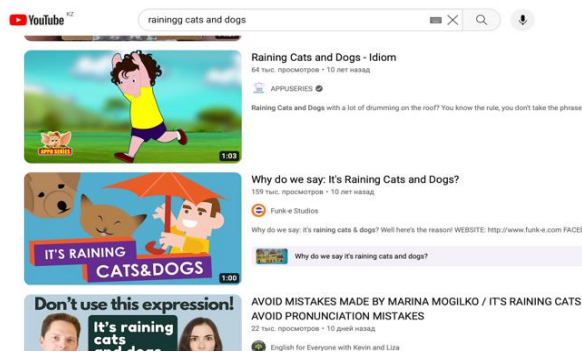 YouTube KZ
rainingg cats and dogs
1:03
Raining Cats and Dogs - Idiom
64 тыс. просмотров • 10 лет назад
APPUSERIES
Raining Cats and Dogs with a lot of drumming on the roof? You know the rule, you don't take the phrase
APPU SERIES
IT'S RAINING
CATS&DOGS
1:00
Why do we say: It's Raining Cats and Dogs?
159 тыс. просмотров • 10 лет назад
Funk-e Studios
Why do we say: it's raining cats & dogs? Well here's the reason! WEBSITE: http://www.funk-e.com FACEB
Why do we say it's raining cats and dogs?
Don't use this expression!
It's raining
cats
and dogs
AVOID MISTAKES MADE BY MARINA MOGILKO / IT'S RAINING CATS
AVOID PRONUNCIATION MISTAKES
22 тыс. просмотров • 10 дней назад
English for Everyone with Kevin and Liza